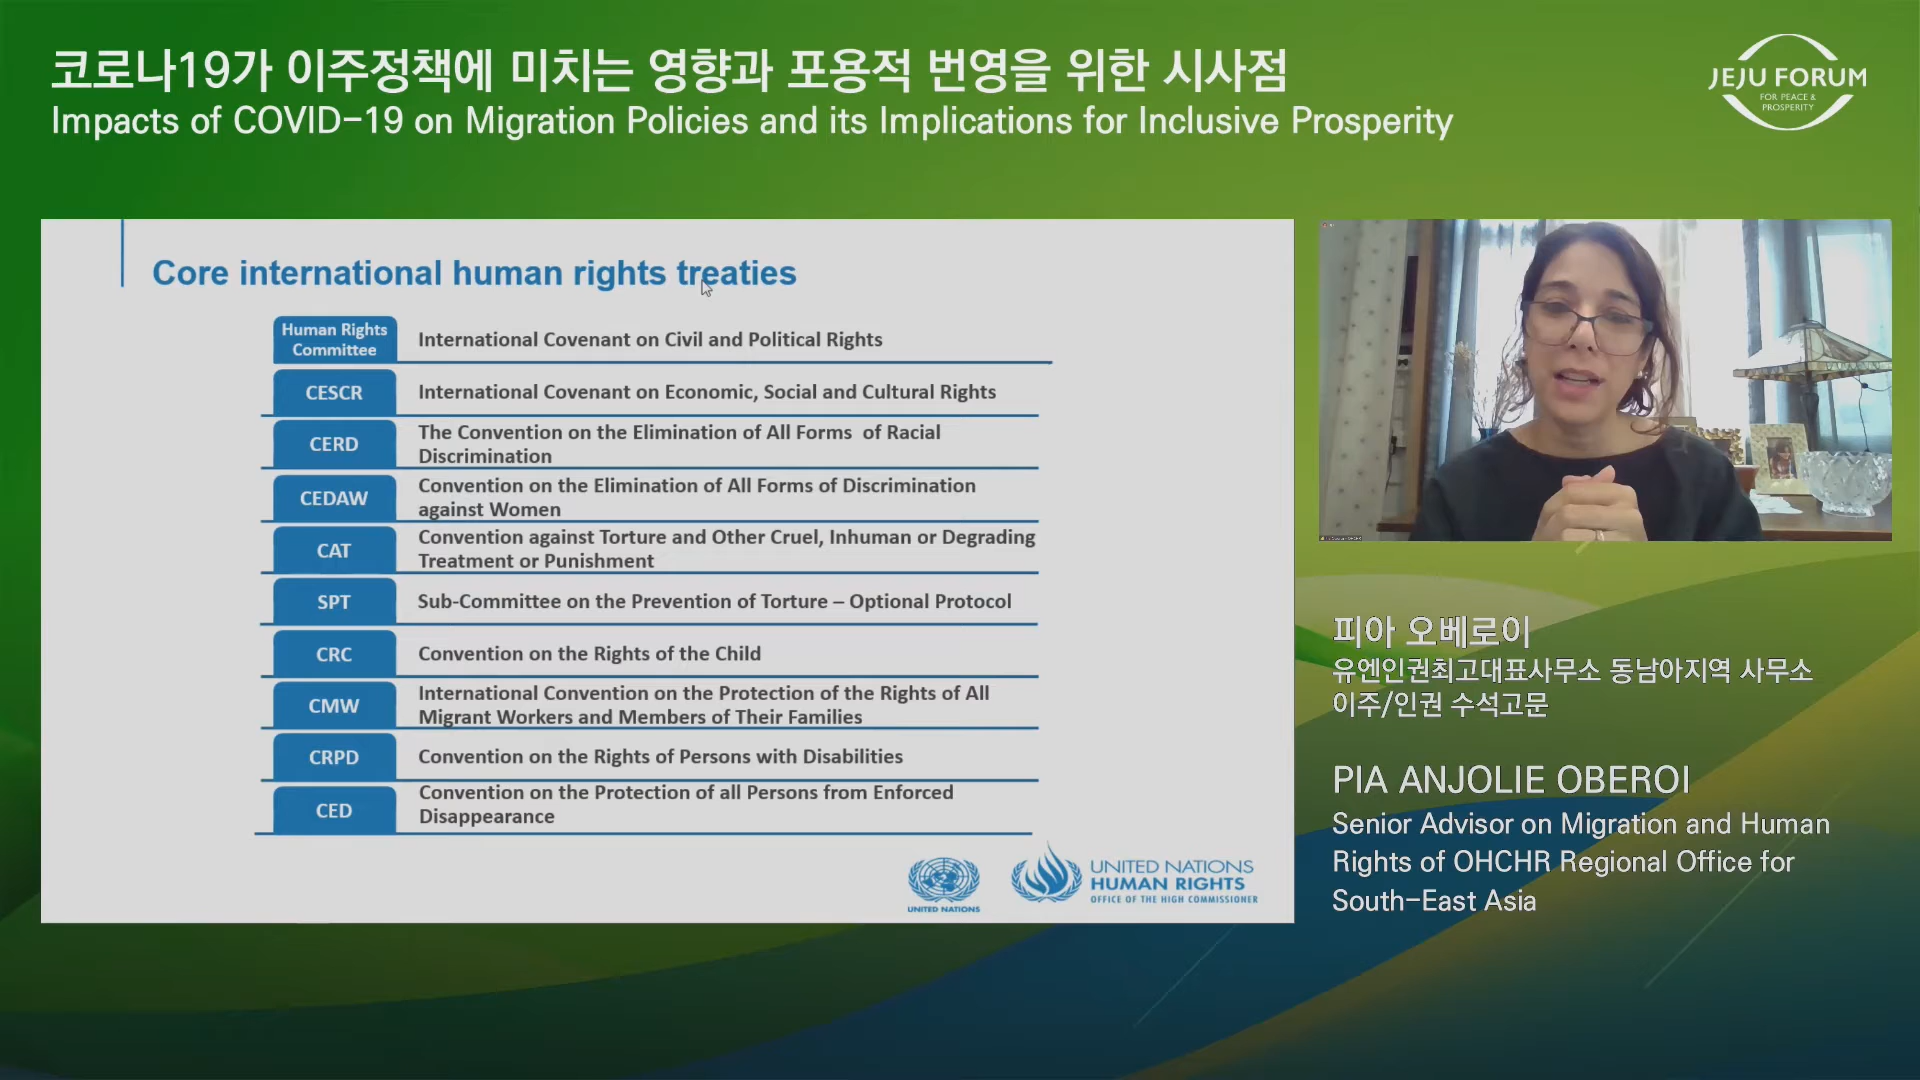 코로나19가 이주정책에 미치는 영향과 포용적 번영을 위한 시사점
Impacts of COVID-19 on Migration Policies and its Implications for Inclusive Prosperity
JEJU FORUM
FOR PEACE &
PROSPERITY
Core international human rights treaties
Human Rights
Committee
International Covenant on Civil and Political Rights
CESCR
International Covenant on Economic, Social and Cultural Rights
CERD
The Convention on the Elimination of All Forms of Racial
Discrimination
CEDAW
Convention on the Elimination of All Forms of Discrimination
against Women
CAT
Convention against Torture and Other Cruel, Inhuman or Degrading
Treatment or Punishment
SPT
Sub-Committee on the Prevention of Torture – Optional Protocol
CRC
Convention on the Rights of the Child
CMW
International Convention on the Protection of the Rights of All
Migrant Workers and Members of Their Families
CRPD
Convention on the Rights of Persons with Disabilities
CED
Convention on the Protection of all Persons from Enforced
Disappearance
UNITED NATIONS
UNITED NATIONS
HUMAN RIGHTS
OFFICE OF THE HIGH COMMISSIONER
피아 오베로이
유엔인권최고대표사무소 동남아지역 사무소
이주/인권 수석고문
PIA ANJOLIE OBEROI
Senior Advisor on Migration and Human
Rights of OHCHR Regional Office for
South-East Asia